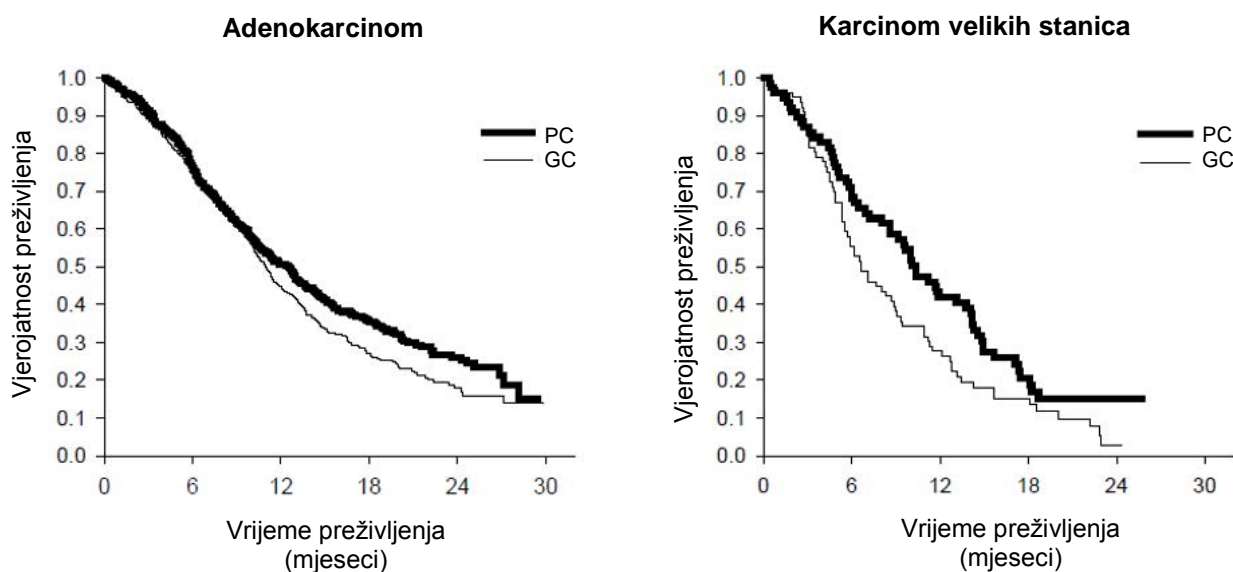 Adenokarcinom
Vjerojatnost preživljenja
1.0
0.9
0.8
0.7
0.6
0.5
0.4
0.3
0.2
0.1
0.0
PC
GC
0 6 12 18 24 30
Vrijeme preživljenja
(mjeseci)
Karcinom velikih stanica
Vjerojatnost preživljenja
1.0
0.9
0.8
0.7
0.6
0.5
0.4
0.3
0.2
0.1
0.0
PC
GC
0 6 12 18 24 30
Vrijeme preživljenja
(mjeseci)